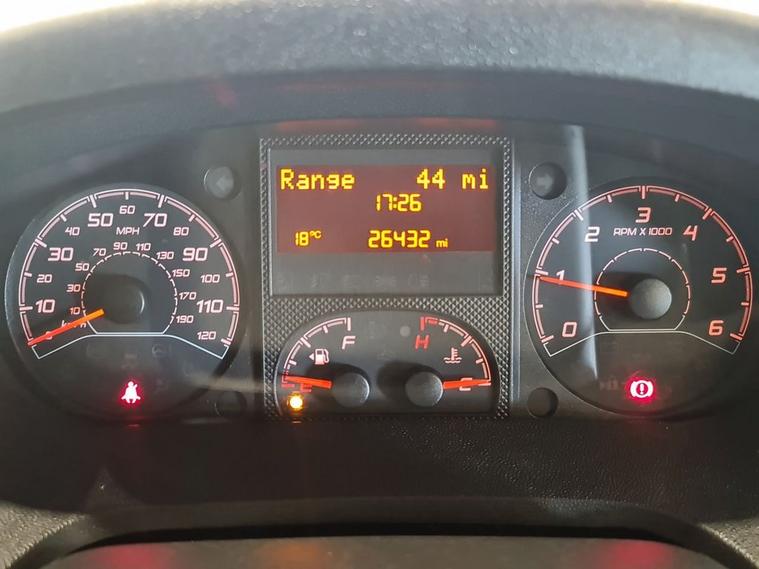 Range 44 mi
17:26
18°C 26432 mi
MPH
0 10 20 30 40 50 60 70 80 90 100 110 120
10 30 50 70 90 110 130 150 170 190
km/h
RPM X 1000
0 1 2 3 4 5 6
F
H